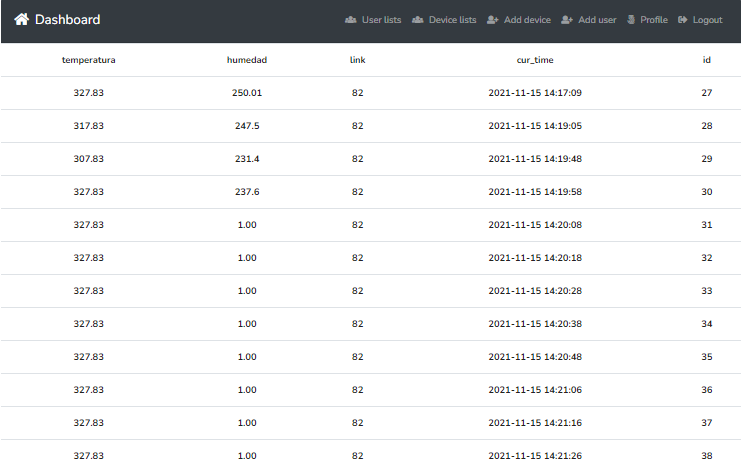 Dashboard User lists Device lists Add device Add user Profile Logout
temperatura humedad link cur_time id
327.83 250.01 82 2021-11-15 14:17:09 27
317.83 247.5 82 2021-11-15 14:19:05 28
307.83 231.4 82 2021-11-15 14:19:48 29
327.83 237.6 82 2021-11-15 14:19:58 30
327.83 1.00 82 2021-11-15 14:20:08 31
327.83 1.00 82 2021-11-15 14:20:18 32
327.83 1.00 82 2021-11-15 14:20:28 33
327.83 1.00 82 2021-11-15 14:20:38 34
327.83 1.00 82 2021-11-15 14:20:48 35
327.83 1.00 82 2021-11-15 14:21:06 36
327.83 1.00 82 2021-11-15 14:21:16 37
327.83 1.00 82 2021-11-15 14:21:26 38